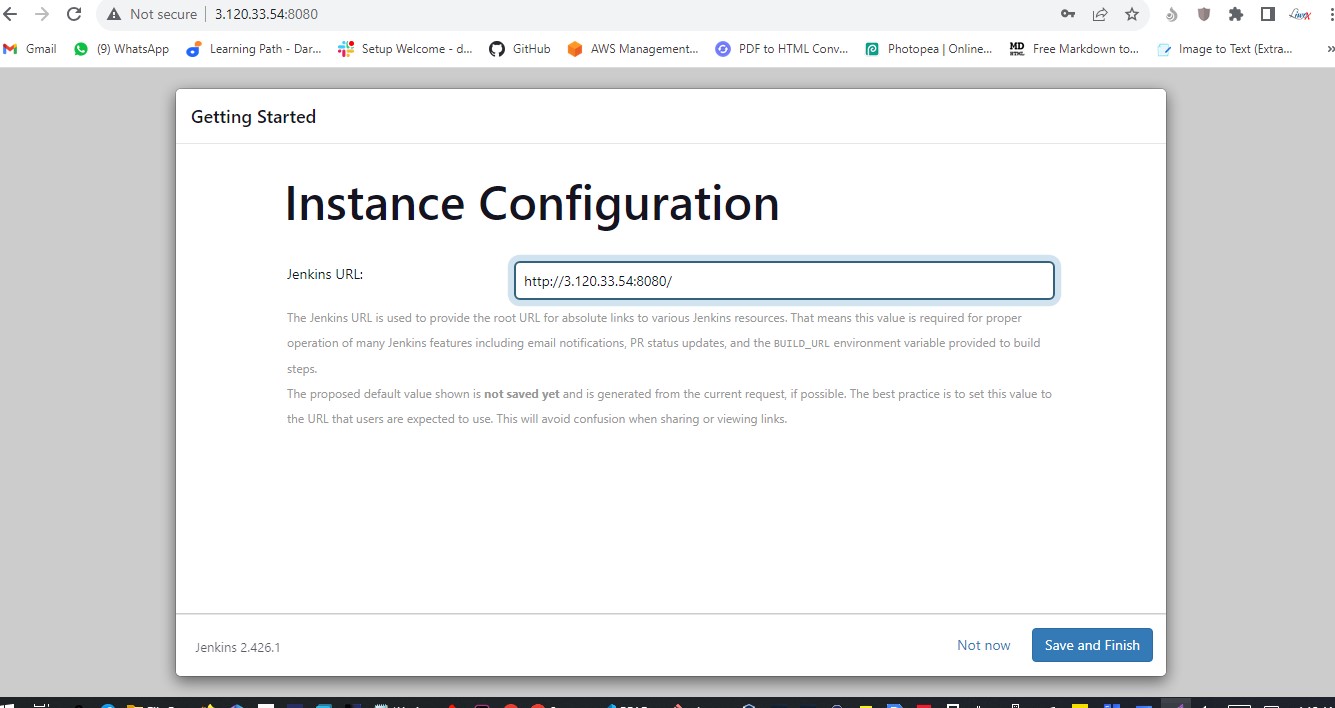 Not secure | 3.120.33.54:8080
Gmail (9) WhatsApp Learning Path - Dar... Setup Welcome - d... GitHub AWS Management... PDF to HTML Conv... Photopea | Online... MD HTML Free Markdown to... Image to Text (Extra... »
Getting Started
Instance Configuration
Jenkins URL: http://3.120.33.54:8080/
The Jenkins URL is used to provide the root URL for absolute links to various Jenkins resources. That means this value is required for proper
operation of many Jenkins features including email notifications, PR status updates, and the BUILD_URL environment variable provided to build
steps.
The proposed default value shown is not saved yet and is generated from the current request, if possible. The best practice is to set this value to
the URL that users are expected to use. This will avoid confusion when sharing or viewing links.
Jenkins 2.426.1 Not now Save and Finish